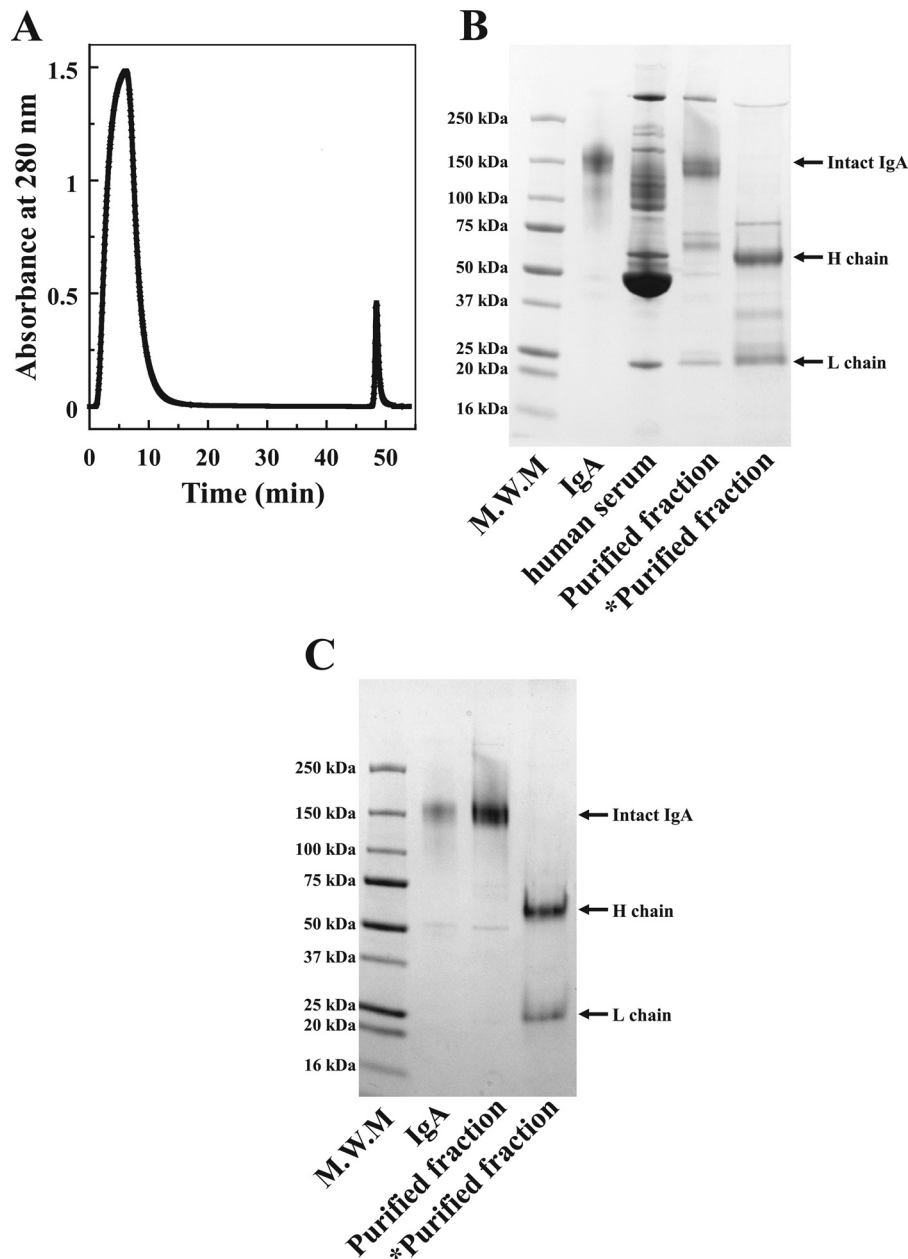 A
Absorbance at 280 nm
1.5
1
0.5
0
0 10 20 30 40 50
Time (min)
B
250 kDa
150 kDa
100 kDa
75 kDa
50 kDa
37 kDa
25 kDa
20 kDa
16 kDa
Intact IgA
H chain
L chain
M.W.M
IgA
human serum
Purified fraction
*Purified fraction
C
250 kDa
150 kDa
100 kDa
75 kDa
50 kDa
37 kDa
25 kDa
20 kDa
16 kDa
Intact IgA
H chain
L chain
M.W.M
IgA
Purified fraction
*Purified fraction